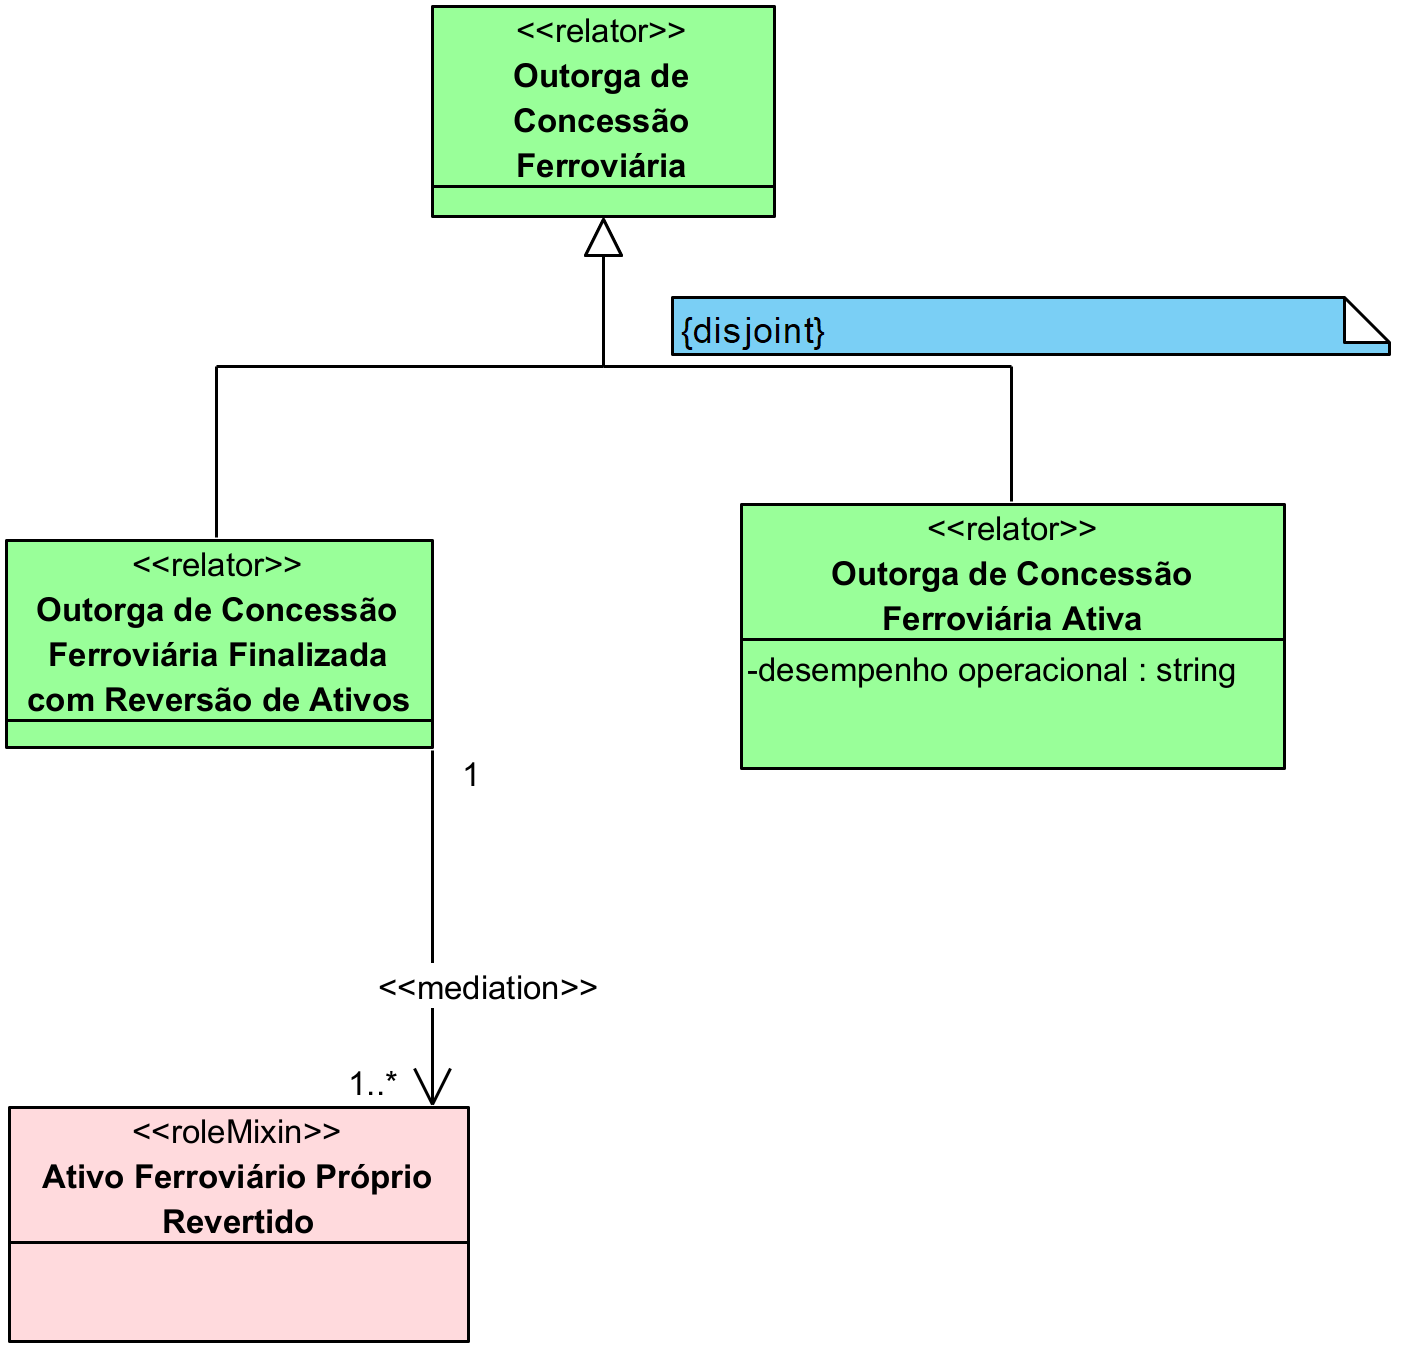 <<relator>>
Outorga de
Concessão
Ferroviária
{disjoint}
<<relator>>
Outorga de Concessão
Ferroviária Finalizada
com Reversão de Ativos
<<relator>>
Outorga de Concessão
Ferroviária Ativa
-desempenho operacional : string
1
<<mediation>>
1..*
<<roleMixin>>
Ativo Ferroviário Próprio
Revertido